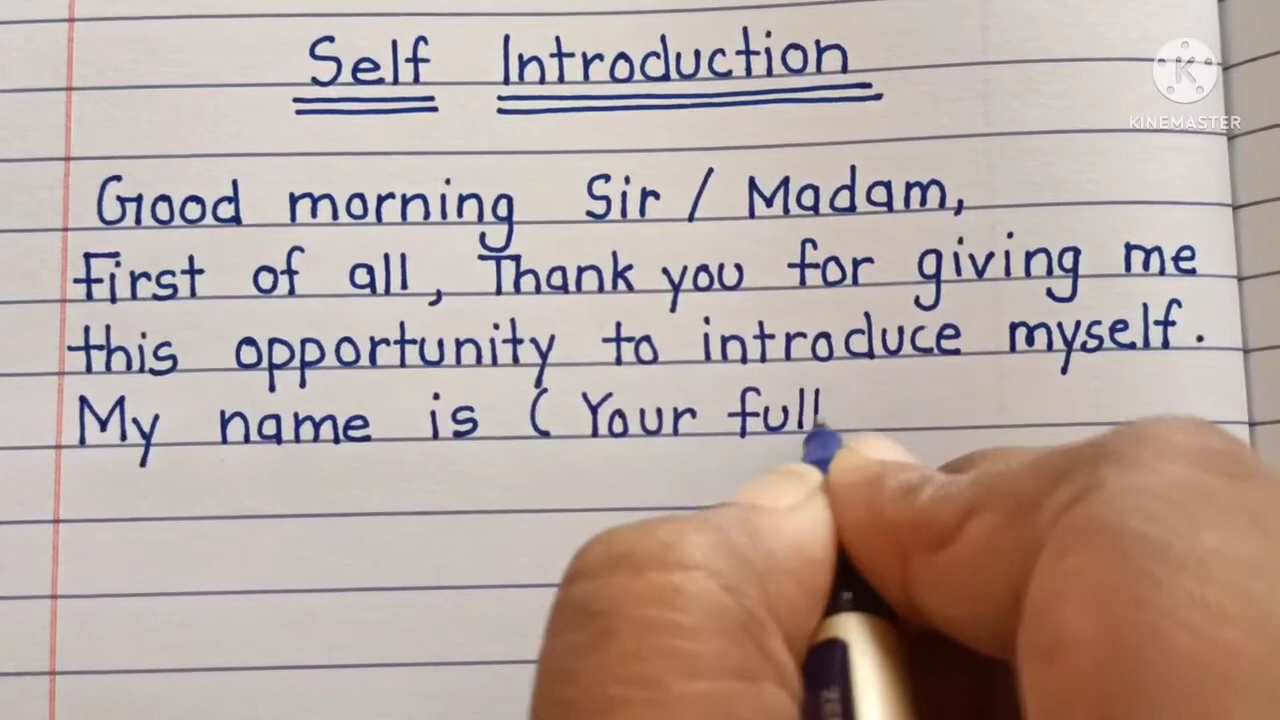 Self Introduction
KINEMASTER
Good morning Sir / Madam,
First of all, Thank you for giving me
this opportunity to introduce myself.
My name is ( Your full